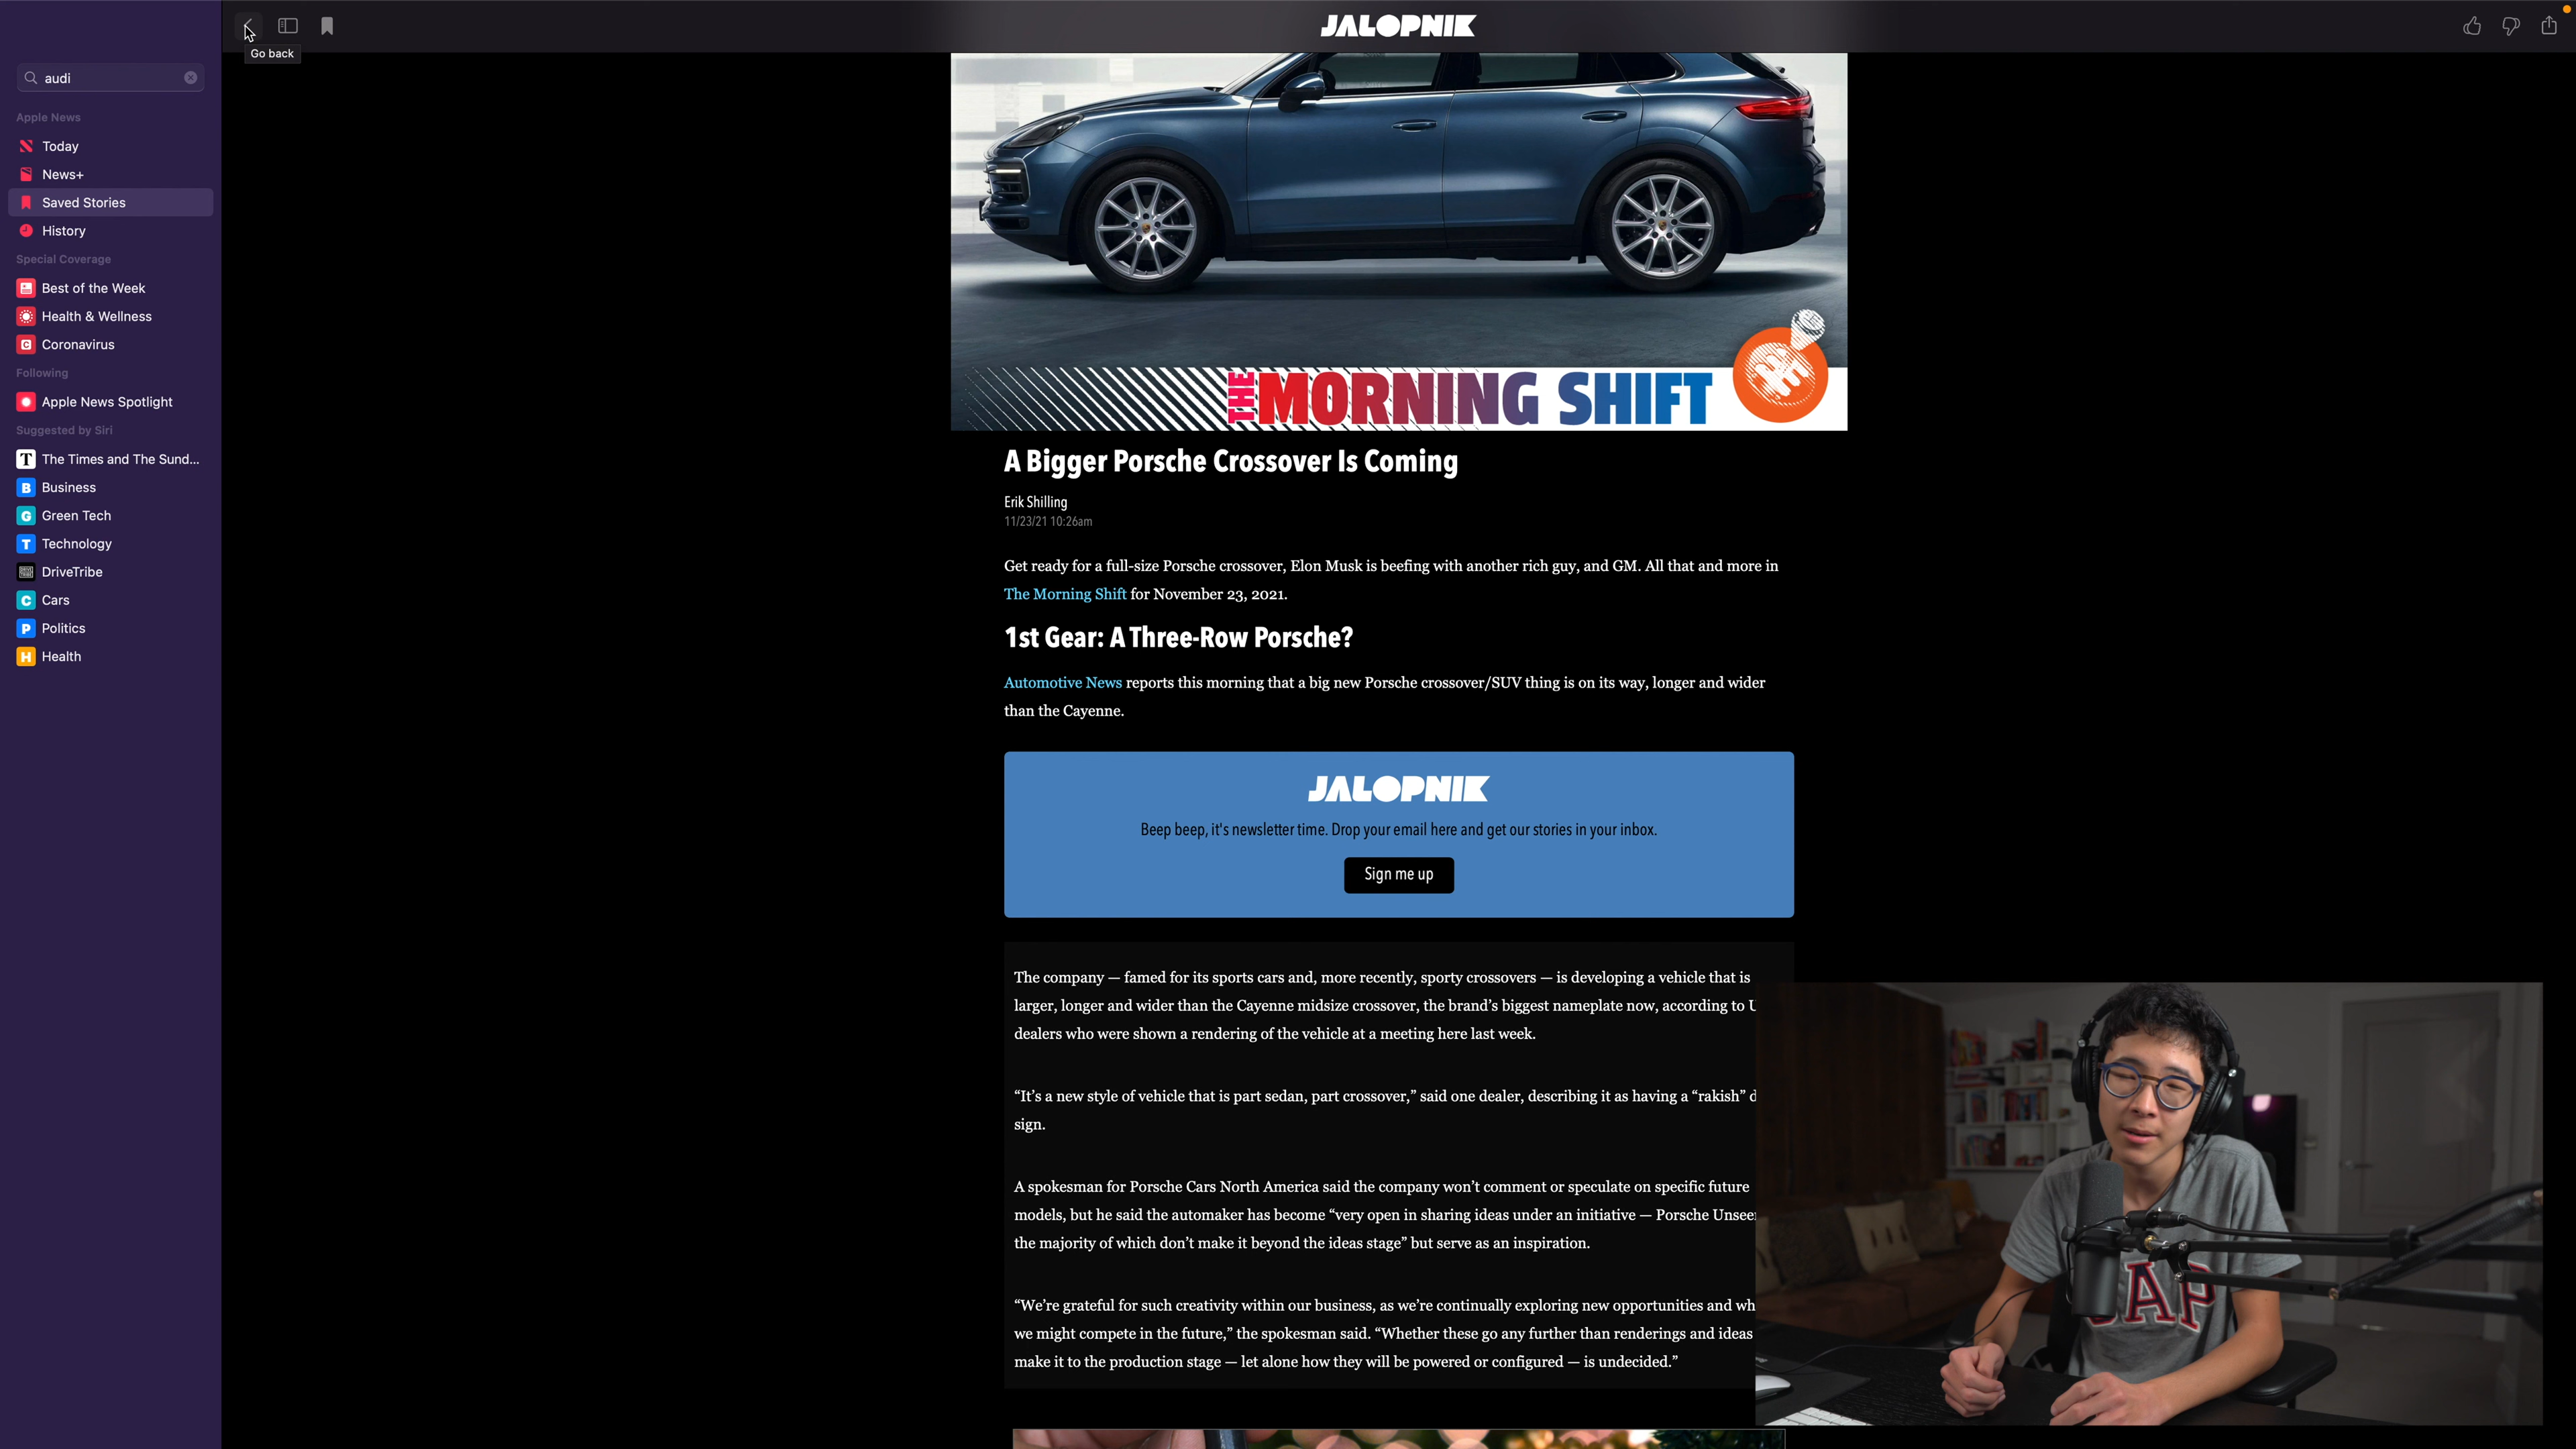 JALOPNIK
Go back
audi
Apple News
Today
News+
Saved Stories
History
Special Coverage
Best of the Week
Health & Wellness
Coronavirus
Following
Apple News Spotlight
Suggested by Siri
The Times and The Sund...
Business
Green Tech
Technology
DriveTribe
Cars
Politics
Health
THE MORNING SHIFT
A Bigger Porsche Crossover Is Coming
Erik Shilling
11/23/21 10:26am
Get ready for a full-size Porsche crossover, Elon Musk is beefing with another rich guy, and GM. All that and more in
The Morning Shift for November 23, 2021.
1st Gear: A Three-Row Porsche?
Automotive News reports this morning that a big new Porsche crossover/SUV thing is on its way, longer and wider
than the Cayenne.
JALOPNIK
Beep beep, it's newsletter time. Drop your email here and get our stories in your inbox.
Sign me up
The company — famed for its sports cars and, more recently, sporty crossovers — is developing a vehicle that is
larger, longer and wider than the Cayenne midsize crossover, the brand’s biggest nameplate now, according to
dealers who were shown a rendering of the vehicle at a meeting here last week.
“It’s a new style of vehicle that is part sedan, part crossover,” said one dealer, describing it as having a “rakish” d
sign.
A spokesman for Porsche Cars North America said the company won’t comment or speculate on specific future
models, but he said the automaker has become “very open in sharing ideas under an initiative — Porsche
the majority of which don’t make it beyond the ideas stage” but serve as an inspiration.
“We’re grateful for such creativity within our business, as we’re continually exploring new opportunities and wh
we might compete in the future,” the spokesman said. “Whether these go any further than renderings and ideas
make it to the production stage — let alone how they will be powered or configured — is undecided.”
GAP